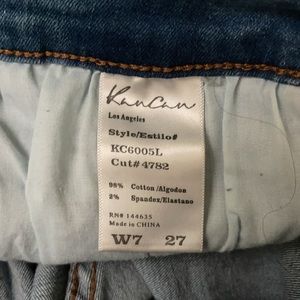 KanCan
Los Angeles
Style/Estilo#
KC6005L
Cut#4782
98% Cotton/Algodon
2% Spandex/Elastano
RN# 144635
Made in CHINA
W7 27